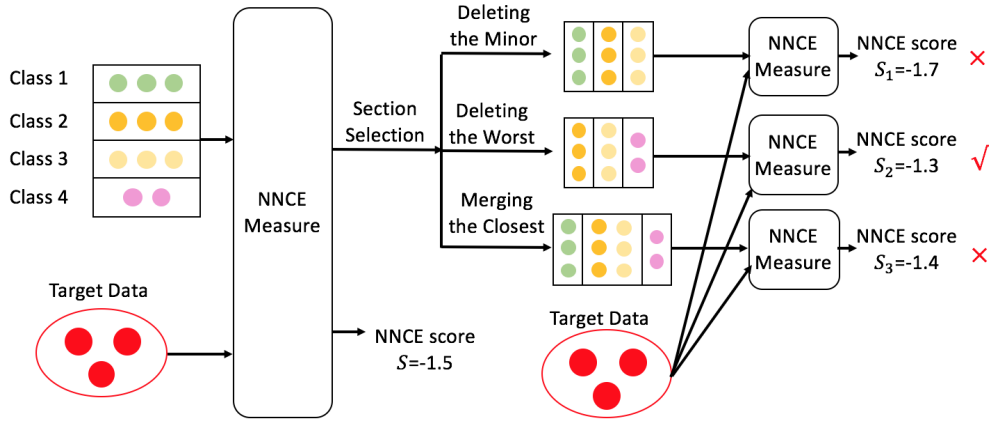 Class 1
Class 2
Class 3
Class 4
Target Data
NNCE
Measure
Section
Selection
NNCE score
S=-1.5
Deleting
the Minor
Deleting
the Worst
Merging
the Closest
Target Data
NNCE
Measure
NNCE score
S₁=-1.7
×
NNCE
Measure
NNCE score
S₂=-1.3
√
NNCE
Measure
NNCE score
S₃=-1.4
×